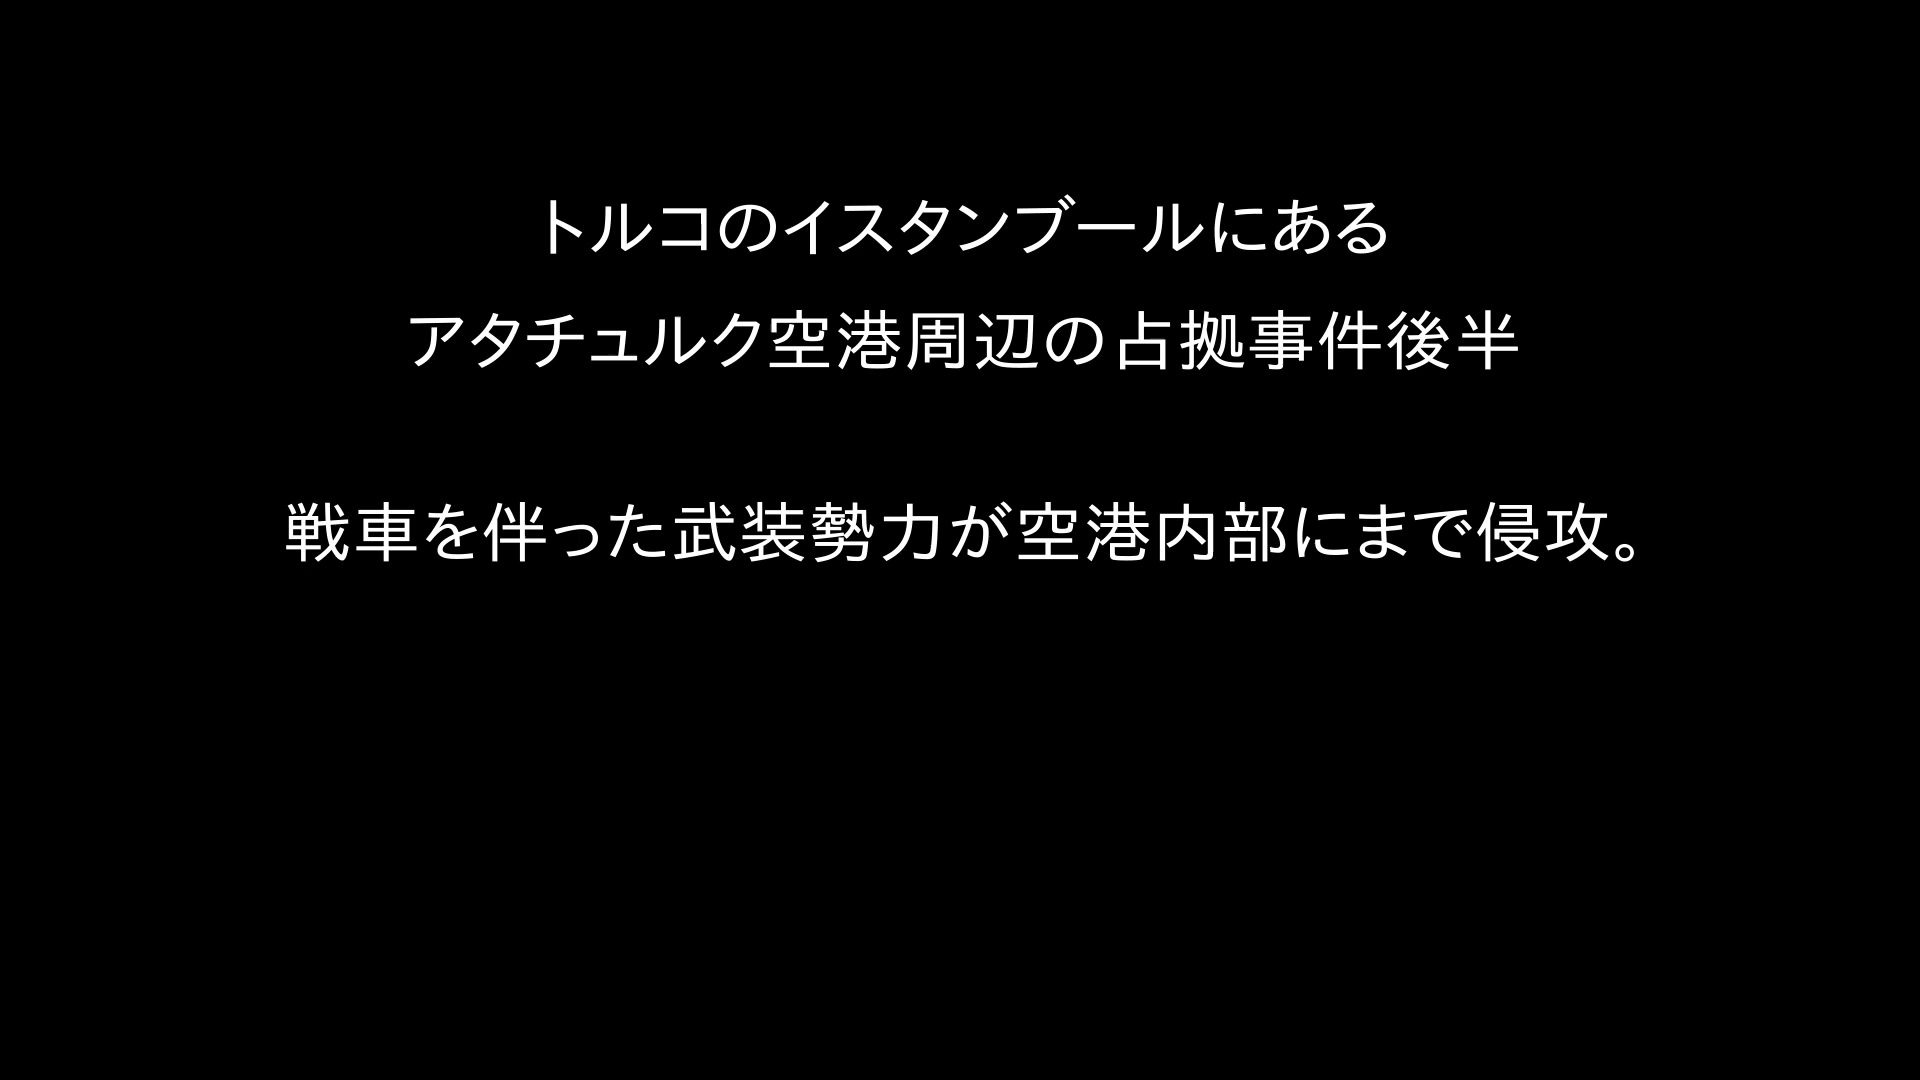 トルコのイスタンブールにある
アタチュルク空港周辺の占拠事件後半
戦車を伴った武装勢力が空港内部にまで侵攻。